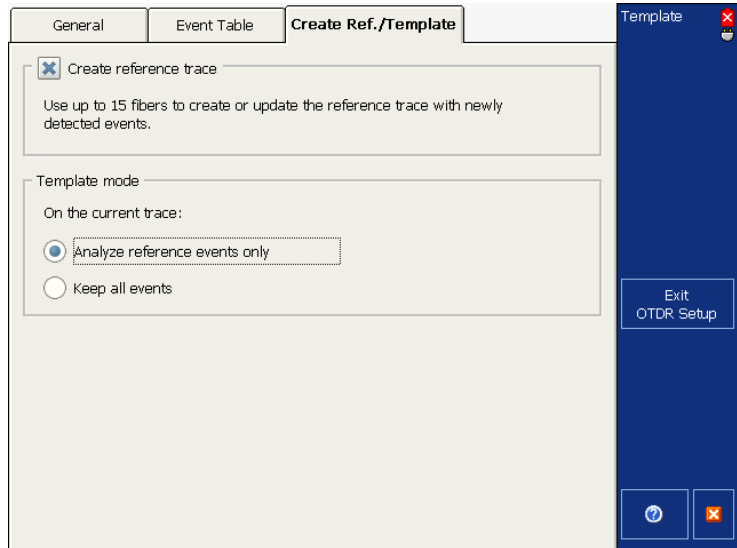 General
Event Table
Create Ref./Template
Create reference trace
Use up to 15 fibers to create or update the reference trace with newly
detected events.
Template mode
On the current trace:
Analyze reference events only
Keep all events
Template
Exit
OTDR Setup
?